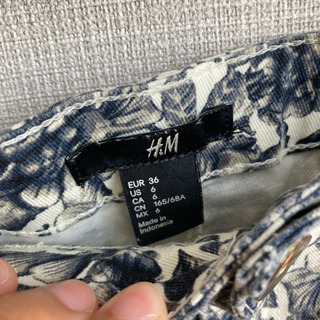 H&M
EUR 36
US 6
CA 6
CN 165/68A
MX 6
Made in
Indonesia